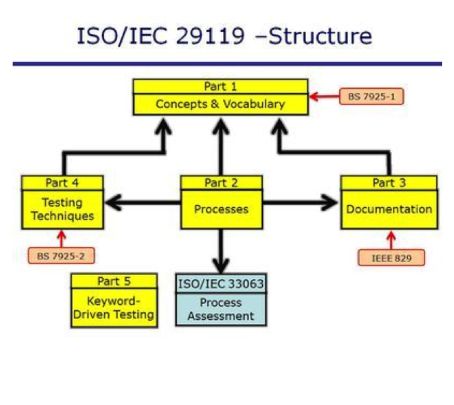 ISO/IEC 29119 –Structure
Part 1
Concepts & Vocabulary
BS 7925-1
Part 4
Testing
Techniques
Part 2
Processes
Part 3
Documentation
BS 7925-2
IEEE 829
Part 5
Keyword-
Driven Testing
ISO/IEC 33063
Process
Assessment